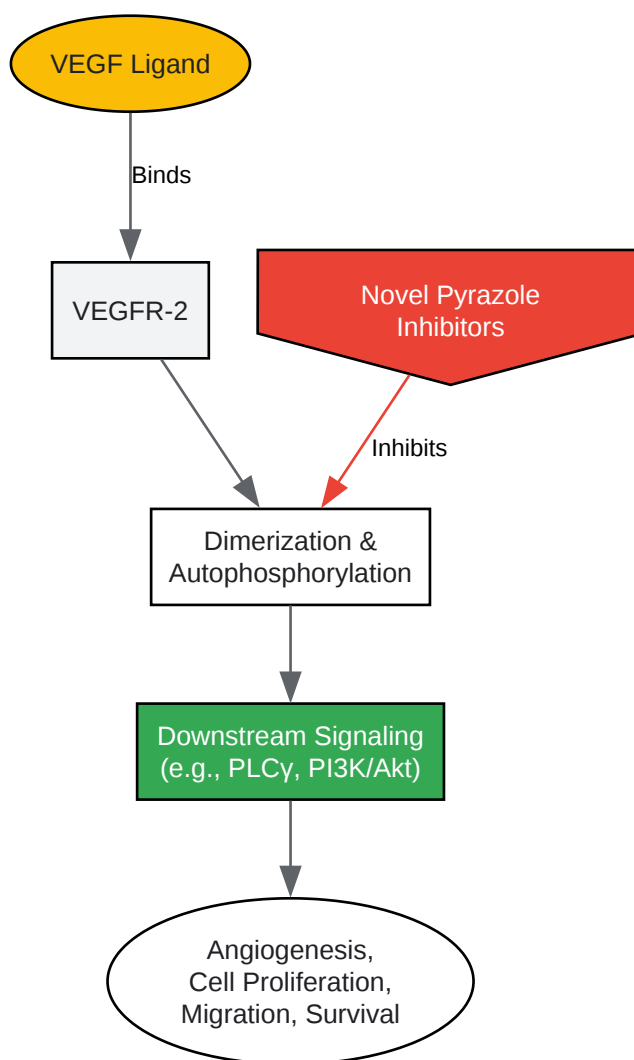 VEGF Ligand
Binds
VEGFR-2
Novel Pyrazole
Inhibitors
Inhibits
Dimerization &
Autophosphorylation
Downstream Signaling
(e.g., PLCγ, PI3K/Akt)
Angiogenesis,
Cell Proliferation,
Migration, Survival